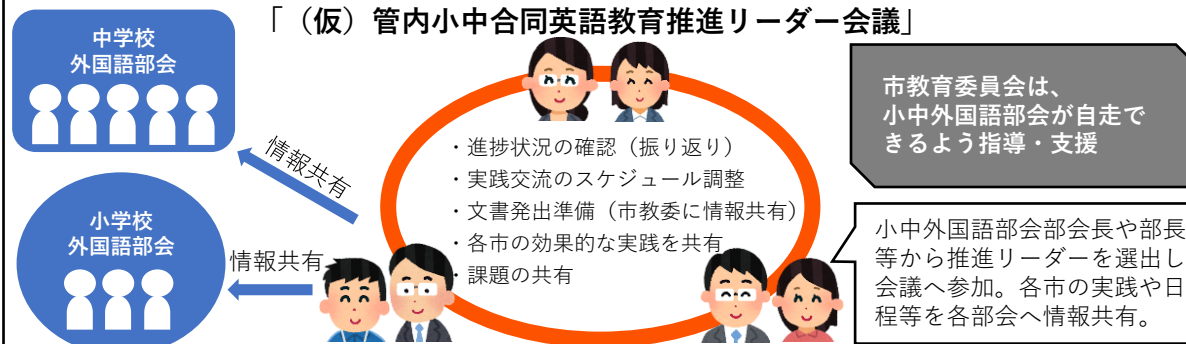 「（仮）管内小中合同英語教育推進リーダー会議」
中学校
外国語部会
情報共有
小学校
外国語部会
情報共有
・進捗状況の確認（振り返り）
・実践交流のスケジュール調整
・文書発出準備（市教委に情報共有）
・各市の効果的な実践を共有
・課題の共有
市教育委員会は、
小中外国語部会が自走で
きるよう指導・支援
小中外国語部会部会長や部長
等から推進リーダーを選出し
会議へ参加。各市の実践や日
程等を各部会へ情報共有。